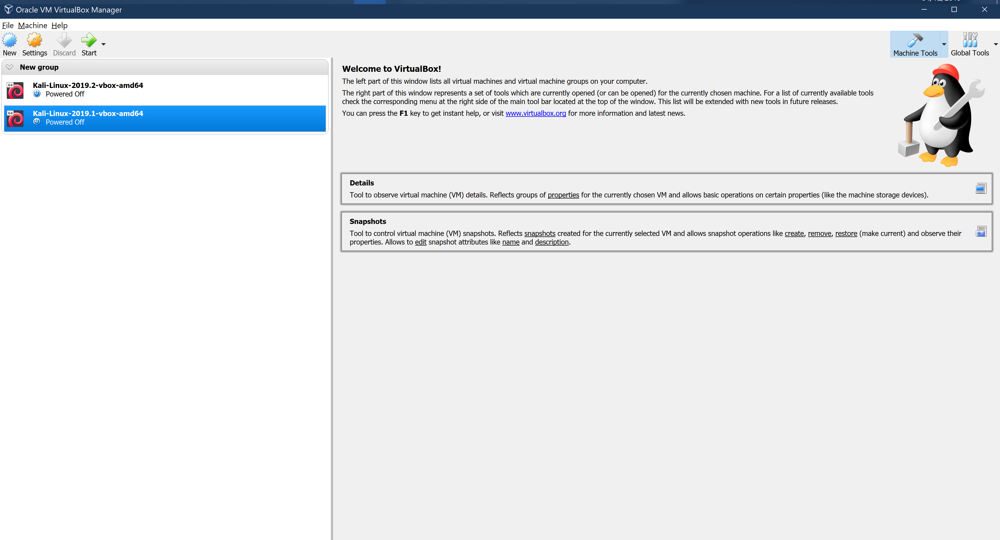 Oracle VM VirtualBox Manager
File Machine Help
New Settings Discard Start
Machine Tools Global Tools
New group
64
Kali-Linux-2019.2-vbox-amd64
Powered Off
64
Kali-Linux-2019.1-vbox-amd64
Powered Off
Welcome to VirtualBox!
The left part of this window lists all virtual machines and virtual machine groups on your computer.
The right part of this window represents a set of tools which are currently opened (or can be opened) for the currently chosen machine. For a list of currently available tools
check the corresponding menu at the right side of the main tool bar located at the top of the window. This list will be extended with new tools in future releases.
You can press the F1 key to get instant help, or visit www.virtualbox.org for more information and latest news.
Details
Tool to observe virtual machine (VM) details. Reflects groups of properties for the currently chosen VM and allows basic operations on certain properties (like the machine storage devices).
Snapshots
Tool to control virtual machine (VM) snapshots. Reflects snapshots created for the currently selected VM and allows snapshot operations like create, remove, restore (make current) and observe their
properties. Allows to edit snapshot attributes like name and description.